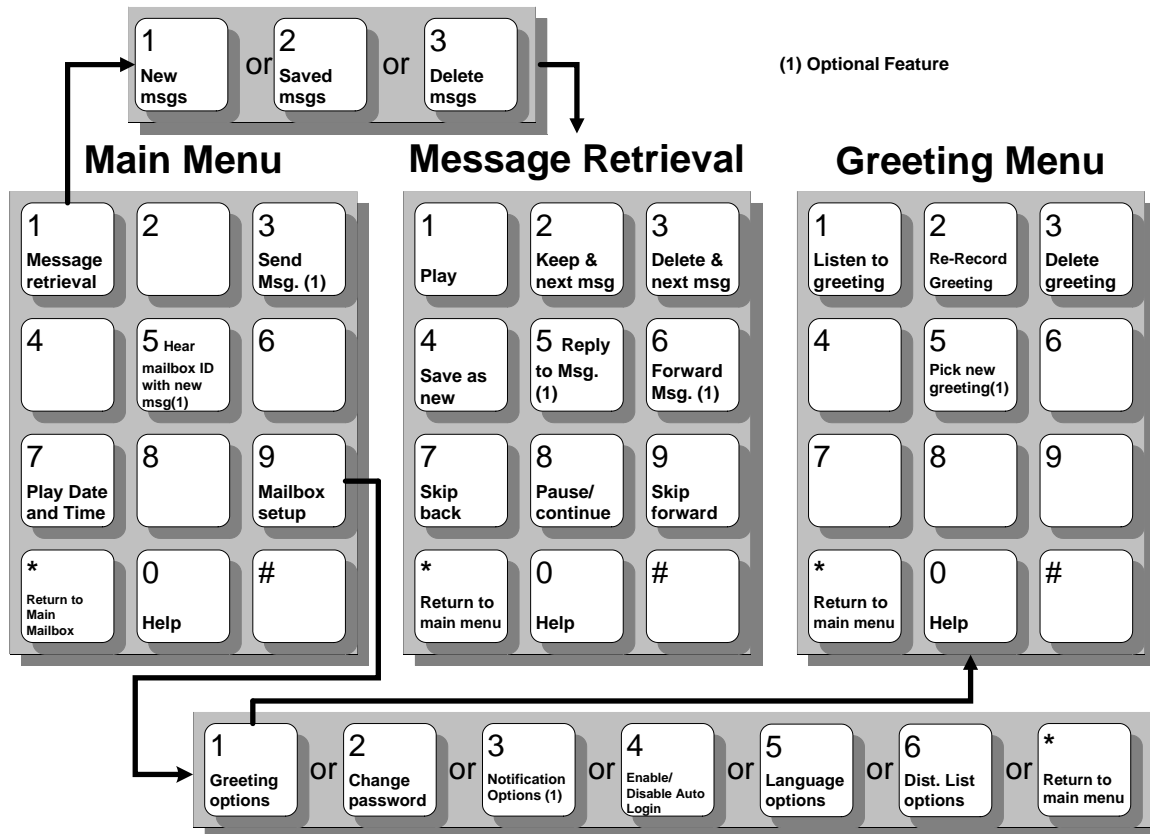 1
New
msgs
or
2
Saved
msgs
or
3
Delete
msgs
(1) Optional Feature
Main Menu
1
Message
retrieval
2
3
Send
Msg. (1)
4
5 Hear
mailbox ID
with new
msg(1)
6
7
Play Date
and Time
8
9
Mailbox
setup
*
Return to
Main
Mailbox
0
Help
#
Message Retrieval
1
Play
2
Keep &
next msg
3
Delete &
next msg
4
Save as
new
5 Reply
to Msg.
(1)
6
Forward
Msg. (1)
7
Skip
back
8
Pause/
continue
9
Skip
forward
*
Return to
main menu
0
Help
#
Greeting Menu
1
Listen to
greeting
2
Re-Record
Greeting
3
Delete
greeting
4
5
Pick new
greeting(1)
6
7
8
9
*
Return to
main menu
0
Help
#
1
Greeting
options
or
2
Change
password
or
3
Notification
Options (1)
or
4
Enable/
Disable Auto
Login
or
5
Language
options
or
6
Dist. List
options
or
*
Return to
main menu